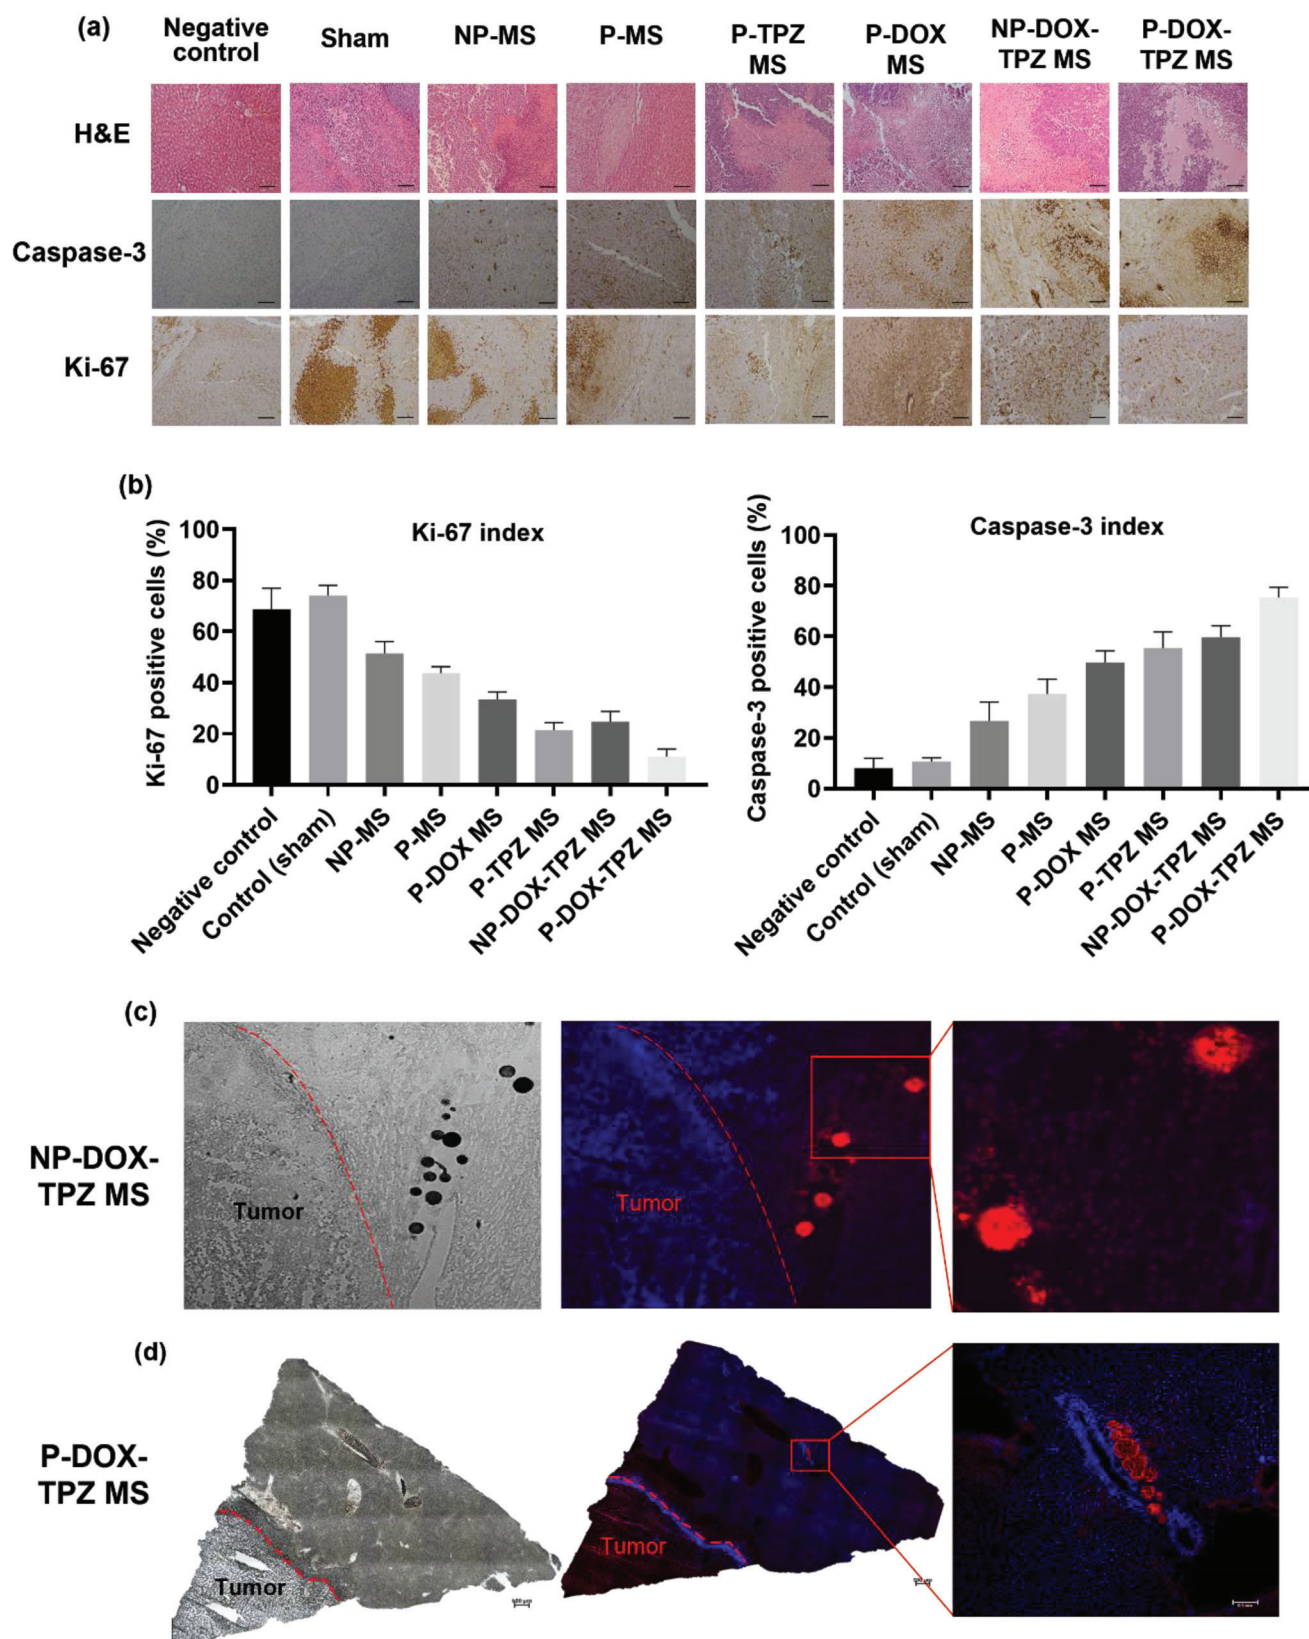 (a)
Negative
control
Sham
NP-MS
P-MS
P-TPZ
MS
P-DOX
MS
NP-DOX-
TPZ MS
P-DOX-
TPZ MS
H&E
Caspase-3
Ki-67
(b)
Ki-67 index
Ki-67 positive cells (%)
100
80
60
40
20
0
Negative control
Control (sham)
NP-MS
P-MS
P-DOX MS
P-TPZ MS
NP-DOX-TPZ MS
P-DOX-TPZ MS
Caspase-3 index
Caspase-3 positive cells (%)
100
80
60
40
20
0
Negative control
Control (sham)
NP-MS
P-MS
P-DOX MS
P-TPZ MS
NP-DOX-TPZ MS
P-DOX-TPZ MS
(c)
NP-DOX-
TPZ MS
Tumor
Tumor
(d)
P-DOX-
TPZ MS
Tumor
Tumor